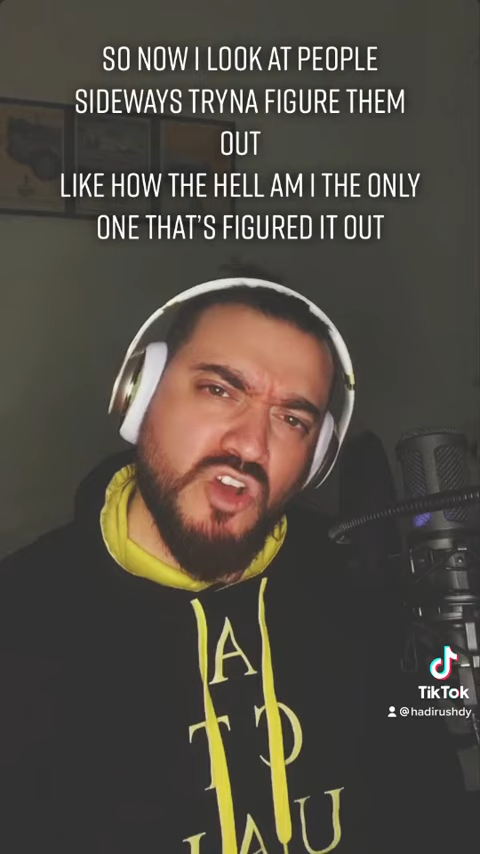 SO NOW I LOOK AT PEOPLE
SIDEWAYS TRYNA FIGURE THEM
OUT
LIKE HOW THE HELL AM I THE ONLY
ONE THAT'S FIGURED IT OUT
TikTok
@hadirushdy